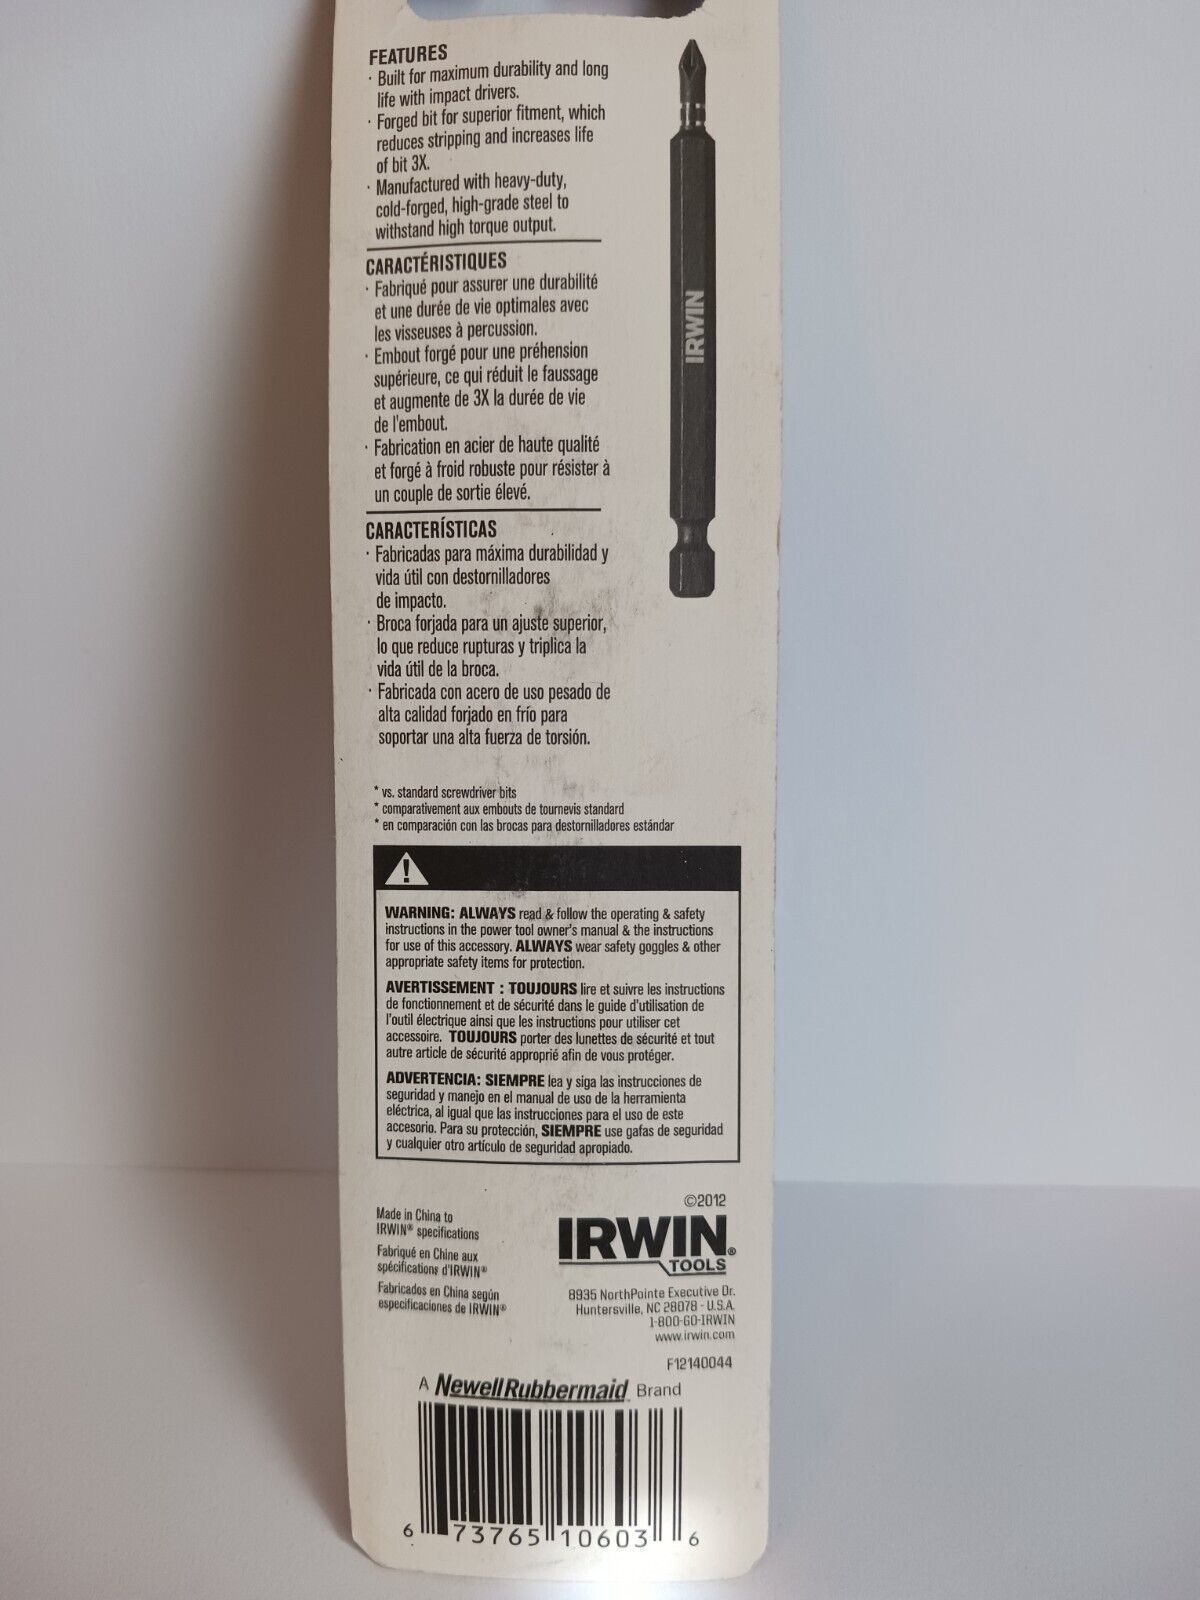 FEATURES
· Built for maximum durability and long
life with impact drivers.
· Forged bit for superior fitment, which
reduces stripping and increases life
of bit 3X.
· Manufactured with heavy-duty,
cold-forged, high-grade steel to
withstand high torque output.
CARACTÉRISTIQUES
· Fabriqué pour assurer une durabilité
et une durée de vie optimales avec
les visseuses à percussion.
· Embout forgé pour une préhension
supérieure, ce qui réduit le faussage
et augmente de 3X la durée de vie
de l'embout.
· Fabrication en acier de haute qualité
et forgé à froid robuste pour résister à
un couple de sortie élevé.
CARACTERÍSTICAS
· Fabricadas para máxima durabilidad y
vida útil con destornilladores
de impacto.
· Broca forjada para un ajuste superior,
lo que reduce rupturas y triplica la
vida útil de la broca.
· Fabricada con acero de uso pesado de
alta calidad forjado en frío para
soportar una alta fuerza de torsión.
IRWIN
* vs. standard screwdriver bits
* comparativement aux embouts de tournevis standard
* en comparación con las brocas para destornilladores estándar
WARNING: ALWAYS read & follow the operating & safety
instructions in the power tool owner's manual & the instructions
for use of this accessory. ALWAYS wear safety goggles & other
appropriate safety items for protection.
AVERTISSEMENT : TOUJOURS lire et suivre les instructions
de fonctionnement et de sécurité dans le guide d'utilisation de
l'outil électrique ainsi que les instructions pour utiliser cet
accessoire. TOUJOURS porter des lunettes de sécurité et tout
autre article de sécurité approprié afin de vous protéger.
ADVERTENCIA: SIEMPRE lea y siga las instrucciones de
seguridad y manejo en el manual de uso de la herramienta
eléctrica, al igual que las instrucciones para el uso de este
accesorio. Para su protección, SIEMPRE use gafas de seguridad
y cualquier otro artículo de seguridad apropiado.
Made in China to
IRWIN® specifications
Fabriqué en Chine aux
spécifications d'IRWIN®
Fabricados en China según
especificaciones de IRWIN®
©2012
IRWIN®
TOOLS
8935 NorthPointe Executive Dr.
Huntersville, NC 28078 - U.S.A.
1-800-GO-IRWIN
www.irwin.com
F12140044
A NewellRubbermaid Brand
6 73765 10603 6